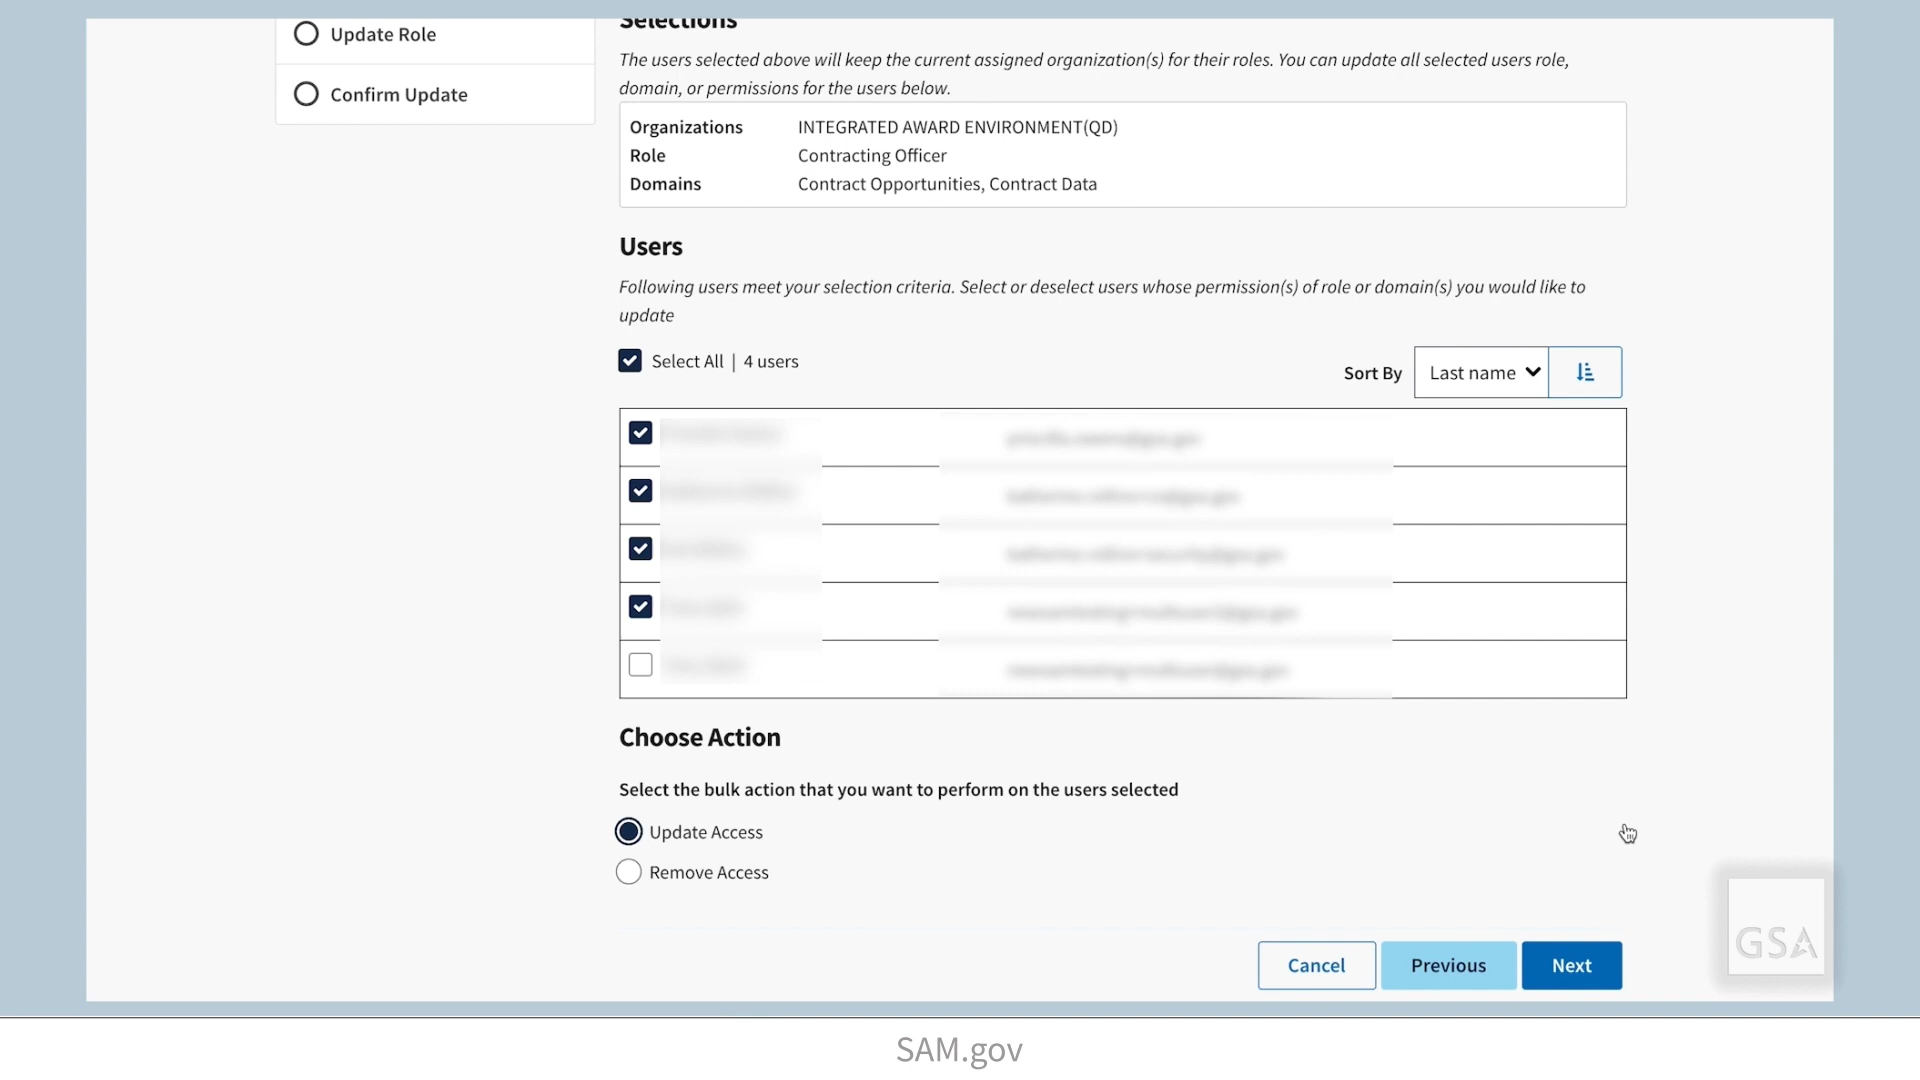 Selections
Update Role
Confirm Update
The users selected above will keep the current assigned organization(s) for their roles. You can update all selected users role,
domain, or permissions for the users below.
Organizations INTEGRATED AWARD ENVIRONMENT(QD)
Role Contracting Officer
Domains Contract Opportunities, Contract Data
Users
Following users meet your selection criteria. Select or deselect users whose permission(s) of role or domain(s) you would like to
update
Select All | 4 users
Sort By Last name
Choose Action
Select the bulk action that you want to perform on the users selected
Update Access
Remove Access
Cancel Previous Next
GSA
SAM.gov